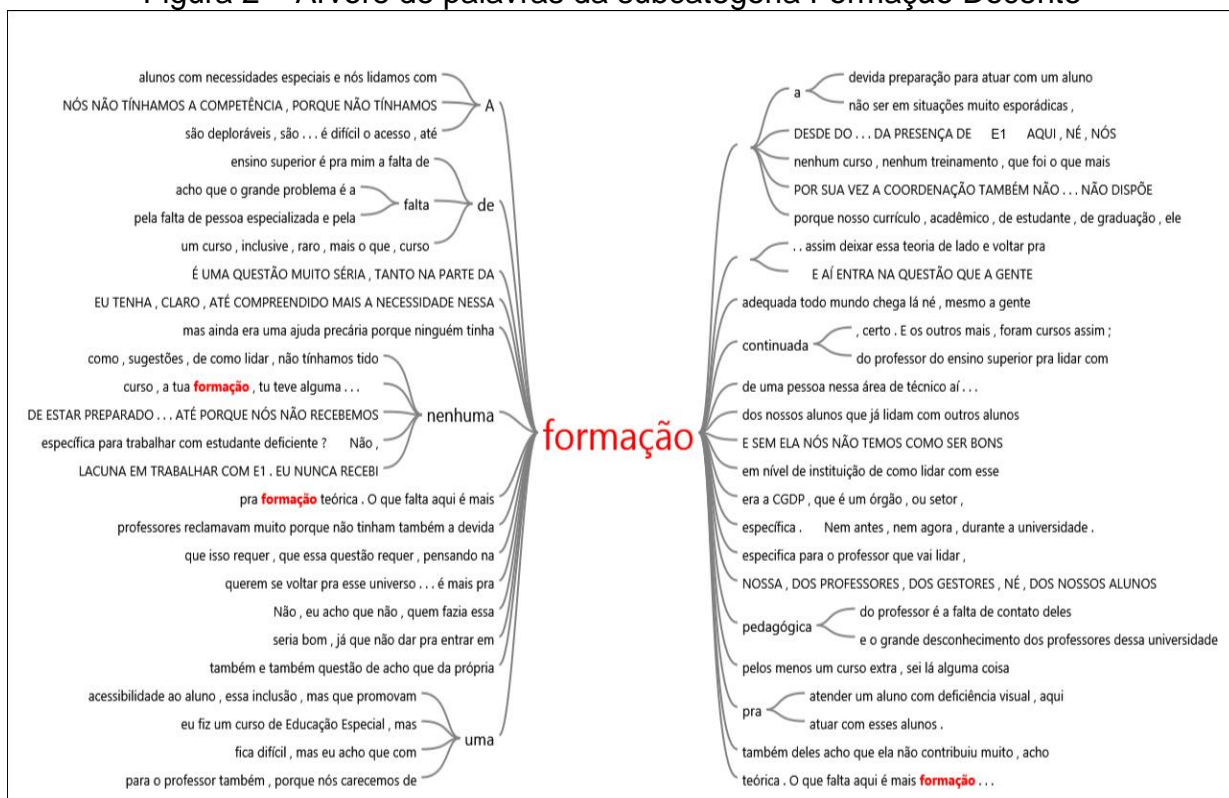 Figura 2 – Árvore de palavras da subcategoria Formação Docente
alunos com necessidades especiais e nós lidamos com
NÓS NÃO TÍNHAMOS A COMPETÊNCIA , PORQUE NÃO TÍNHAMOS
A
são deploráveis , são . . . é difícil o acesso , até
ensino superior é pra mim a falta de
acho que o grande problema é a
falta
de
pela falta de pessoa especializada e pela
um curso , inclusive , raro , mais o que , curso
É UMA QUESTÃO MUITO SÉRIA , TANTO NA PARTE DA
EU TENHA , CLARO , ATÉ COMPREENDIDO MAIS A NECESSIDADE NESSA
mas ainda era uma ajuda precária porque ninguém tinha
como , sugestões , de como lidar , não tínhamos tido
curso , a tua formação , tu teve alguma . . .
DE ESTAR PREPARADO . . . ATÉ PORQUE NÓS NÃO RECEBEMOS
nenhuma
específica para trabalhar com estudante deficiente ? Não ,
LACUNA EM TRABALHAR COM E1 . EU NUNCA RECEBI
pra formação teórica . O que falta aqui é mais
professores reclamavam muito porque não tinham também a devida
que isso requer , que essa questão requer , pensando na
querem se voltar pra esse universo . . . é mais pra
Não , eu acho que não , quem fazia essa
seria bom , já que não dar pra entrar em
também e também questão de acho que da própria
acessibilidade ao aluno , essa inclusão , mas que promovam
eu fiz um curso de Educação Especial , mas
uma
fica difícil , mas eu acho que com
para o professor também , porque nós carecemos de
formação
a
devida preparação para atuar com um aluno
não ser em situações muito esporádicas ,
DESDE DO . . . DA PRESENÇA DE E1 AQUI , NÉ , NÓS
nenhum curso , nenhum treinamento , que foi o que mais
POR SUA VEZ A COORDENAÇÃO TAMBÉM NÃO . . . NÃO DISPÕE
porque nosso currículo , acadêmico , de estudante , de graduação , ele
. . assim deixar essa teoria de lado e voltar pra
E AÍ ENTRA NA QUESTÃO QUE A GENTE
adequada todo mundo chega lá né , mesmo a gente
continuada
, certo . E os outros mais , foram cursos assim ;
do professor do ensino superior pra lidar com
de uma pessoa nessa área de técnico aí . . .
dos nossos alunos que já lidam com outros alunos
E SEM ELA NÓS NÃO TEMOS COMO SER BONS
em nível de instituição de como lidar com esse
era a CGDP , que é um órgão , ou setor ,
específica . Nem antes , nem agora , durante a universidade .
especifica para o professor que vai lidar ,
NOSSA , DOS PROFESSORES , DOS GESTORES , NÉ , DOS NOSSOS ALUNOS
pedagógica
do professor é a falta de contato deles
e o grande desconhecimento dos professores dessa universidade
pelos menos um curso extra , sei lá alguma coisa
pra
atender um aluno com deficiência visual , aqui
atuar com esses alunos .
também deles acho que ela não contribuiu muito , acho
teórica . O que falta aqui é mais formação . . .